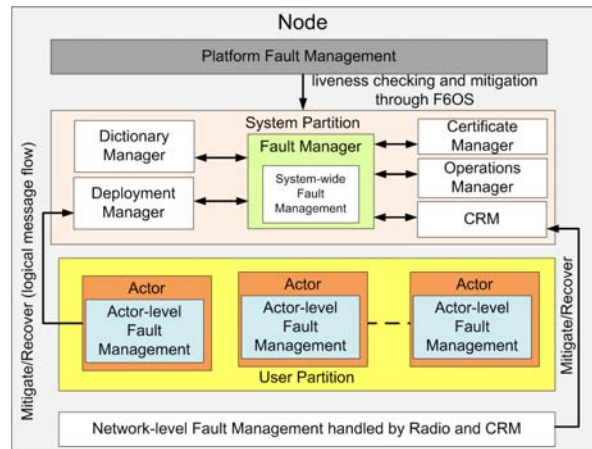 Node
Platform Fault Management
liveness checking and mitigation
through F6OS
System Partition
Dictionary
Manager
Deployment
Manager
Fault Manager
System-wide
Fault
Management
Certificate
Manager
Operations
Manager
CRM
Mitigate/Recover (logical message flow)
Mitigate/Recover
Actor
Actor-level
Fault
Management
Actor
Actor-level
Fault
Management
Actor
Actor-level
Fault
Management
User Partition
Network-level Fault Management handled by Radio and CRM